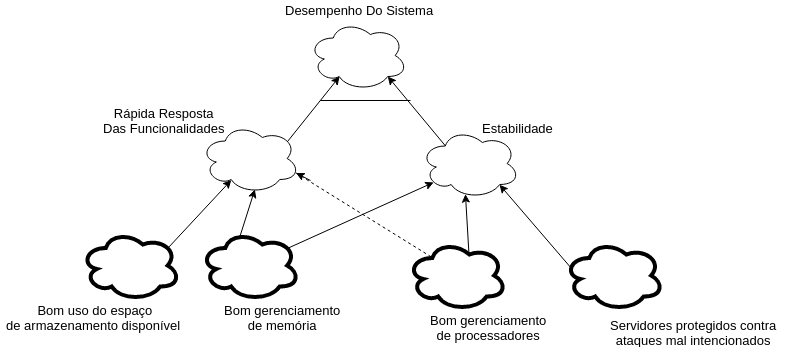 Desempenho Do Sistema
Rápida Resposta
Das Funcionalidades
Estabilidade
Bom uso do espaço
de armazenamento disponível
Bom gerenciamento
de memória
Bom gerenciamento
de processadores
Servidores protegidos contra
ataques mal intencionados